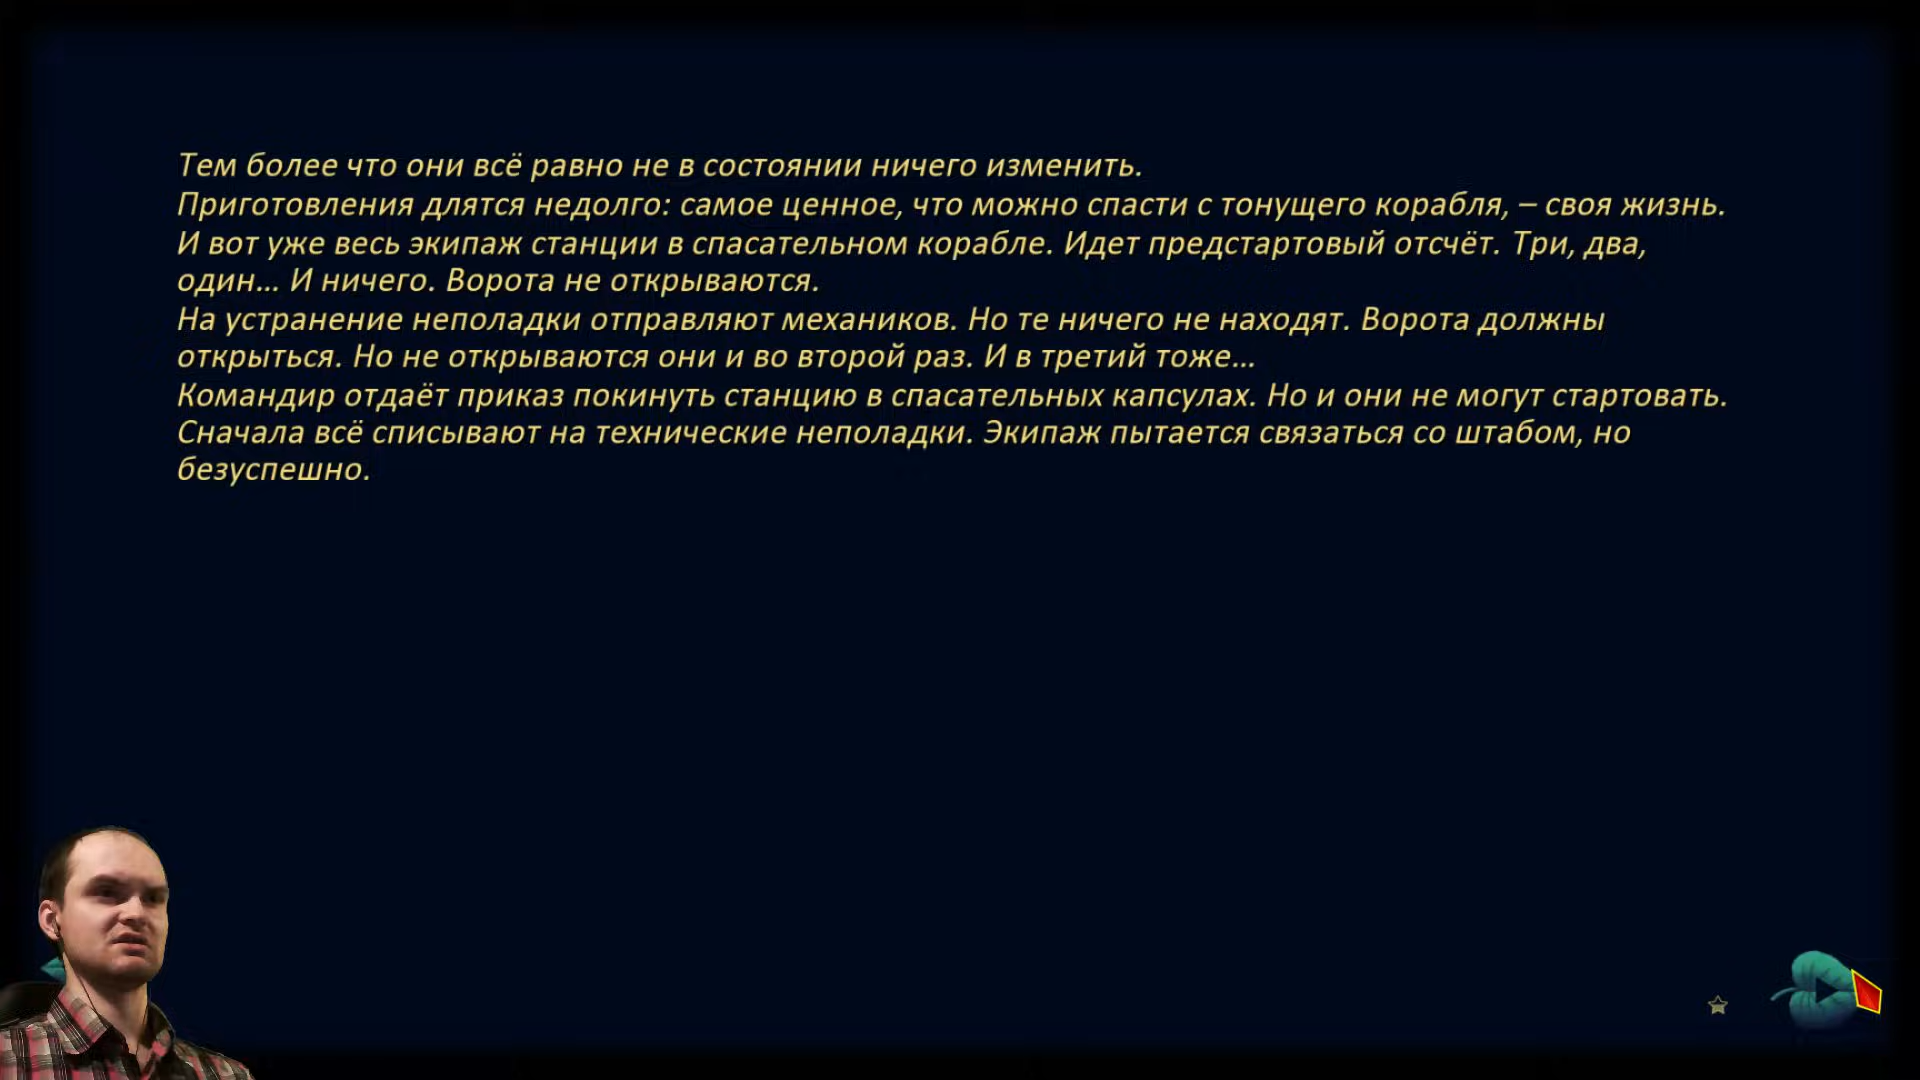 Тем более что они всё равно не в состоянии ничего изменить.
Приготовления длятся недолго: самое ценное, что можно спасти с тонущего корабля, – своя жизнь.
И вот уже весь экипаж станции в спасательном корабле. Идет предстартовый отсчёт. Три, два,
один... И ничего. Ворота не открываются.
На устранение неполадки отправляют механиков. Но те ничего не находят. Ворота должны
открыться. Но не открываются они и во второй раз. И в третий тоже...
Командир отдаёт приказ покинуть станцию в спасательных капсулах. Но и они не могут стартовать.
Сначала всё списывают на технические неполадки. Экипаж пытается связаться со штабом, но
безуспешно.